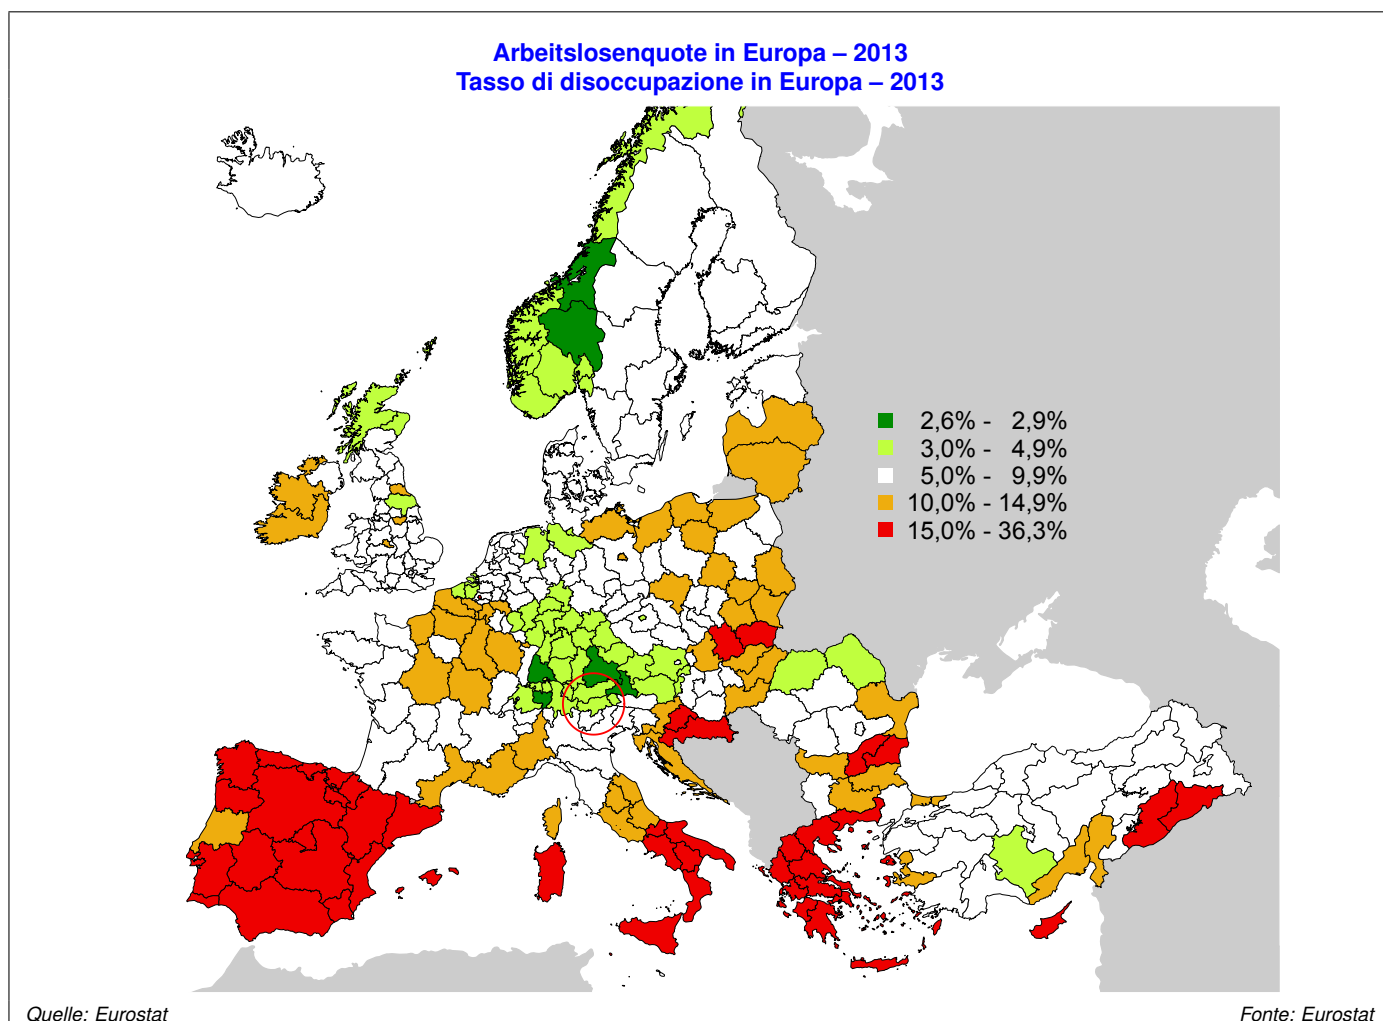 Arbeitslosenquote in Europa – 2013
Tasso di disoccupazione in Europa – 2013
2,6% - 2,9%
3,0% - 4,9%
5,0% - 9,9%
10,0% - 14,9%
15,0% - 36,3%
Quelle: Eurostat
Fonte: Eurostat